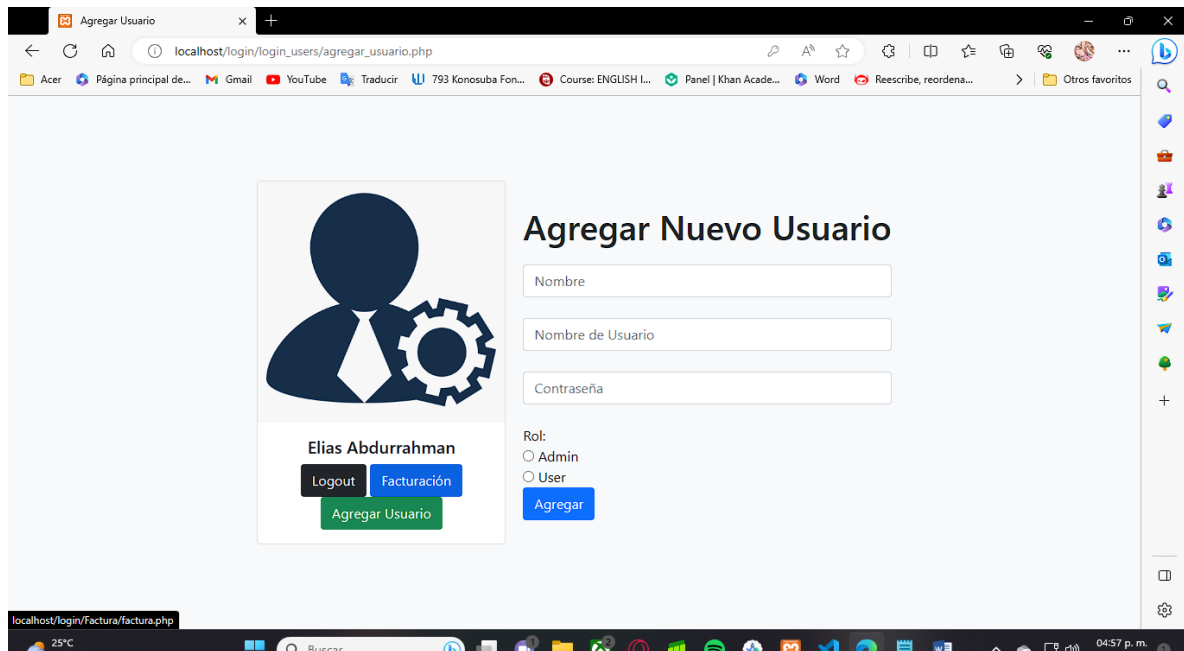 Agregar Usuario
localhost/login/login_users/agregar_usuario.php
Acer
Página principal de...
Gmail
YouTube
Traducir
793 Konosuba Fon...
Course: ENGLISH I...
Panel | Khan Acade...
Word
Reescribe, reordena...
Otros favoritos
Agregar Nuevo Usuario
Nombre
Nombre de Usuario
Contraseña
Rol:
Admin
User
Agregar
Elias Abdurrahman
Logout
Facturación
Agregar Usuario
localhost/login/Factura/factura.php
25°C
Buscar
04:57 p. m.